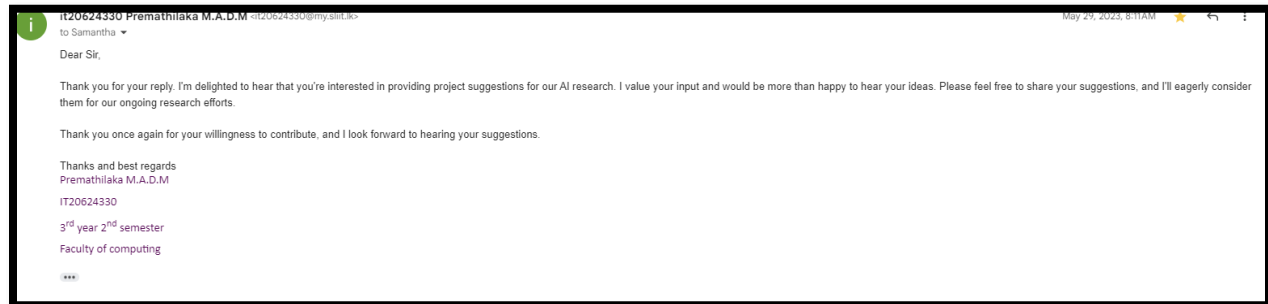 i
it20624330 Premathilaka M.A.D.M <it20624330@my.sliit.lk> May 29, 2023, 8:11 AM
to Samantha
Dear Sir,
Thank you for your reply. I'm delighted to hear that you're interested in providing project suggestions for our AI research. I value your input and would be more than happy to hear your ideas. Please feel free to share your suggestions, and I'll eagerly consider
them for our ongoing research efforts.
Thank you once again for your willingness to contribute, and I look forward to hearing your suggestions.
Thanks and best regards
Premathilaka M.A.D.M
IT20624330
3rd year 2nd semester
Faculty of computing